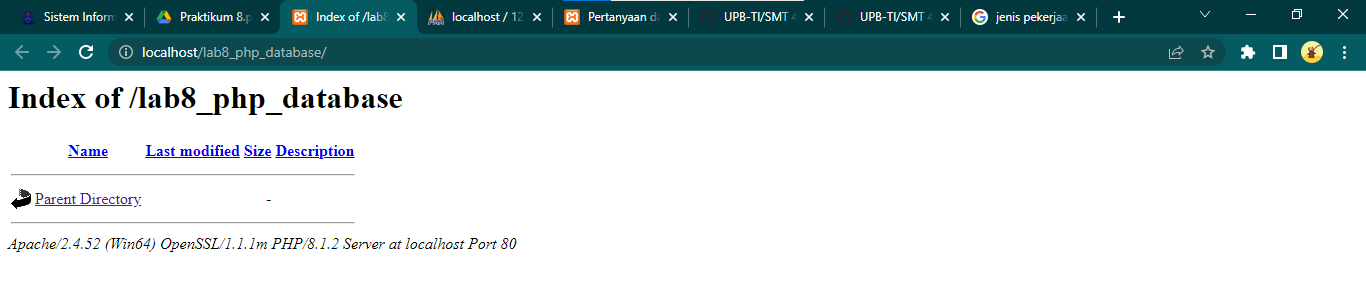 Sistem Inform
Praktikum 8.p
Index of /lab8
localhost / 12
Pertanyaan da
UPB-TI/SMT 4
UPB-TI/SMT 4
jenis pekerjaa
localhost/lab8_php_database/
Index of /lab8_php_database
Name Last modified Size Description
Parent Directory -
Apache/2.4.52 (Win64) OpenSSL/1.1.1m PHP/8.1.2 Server at localhost Port 80